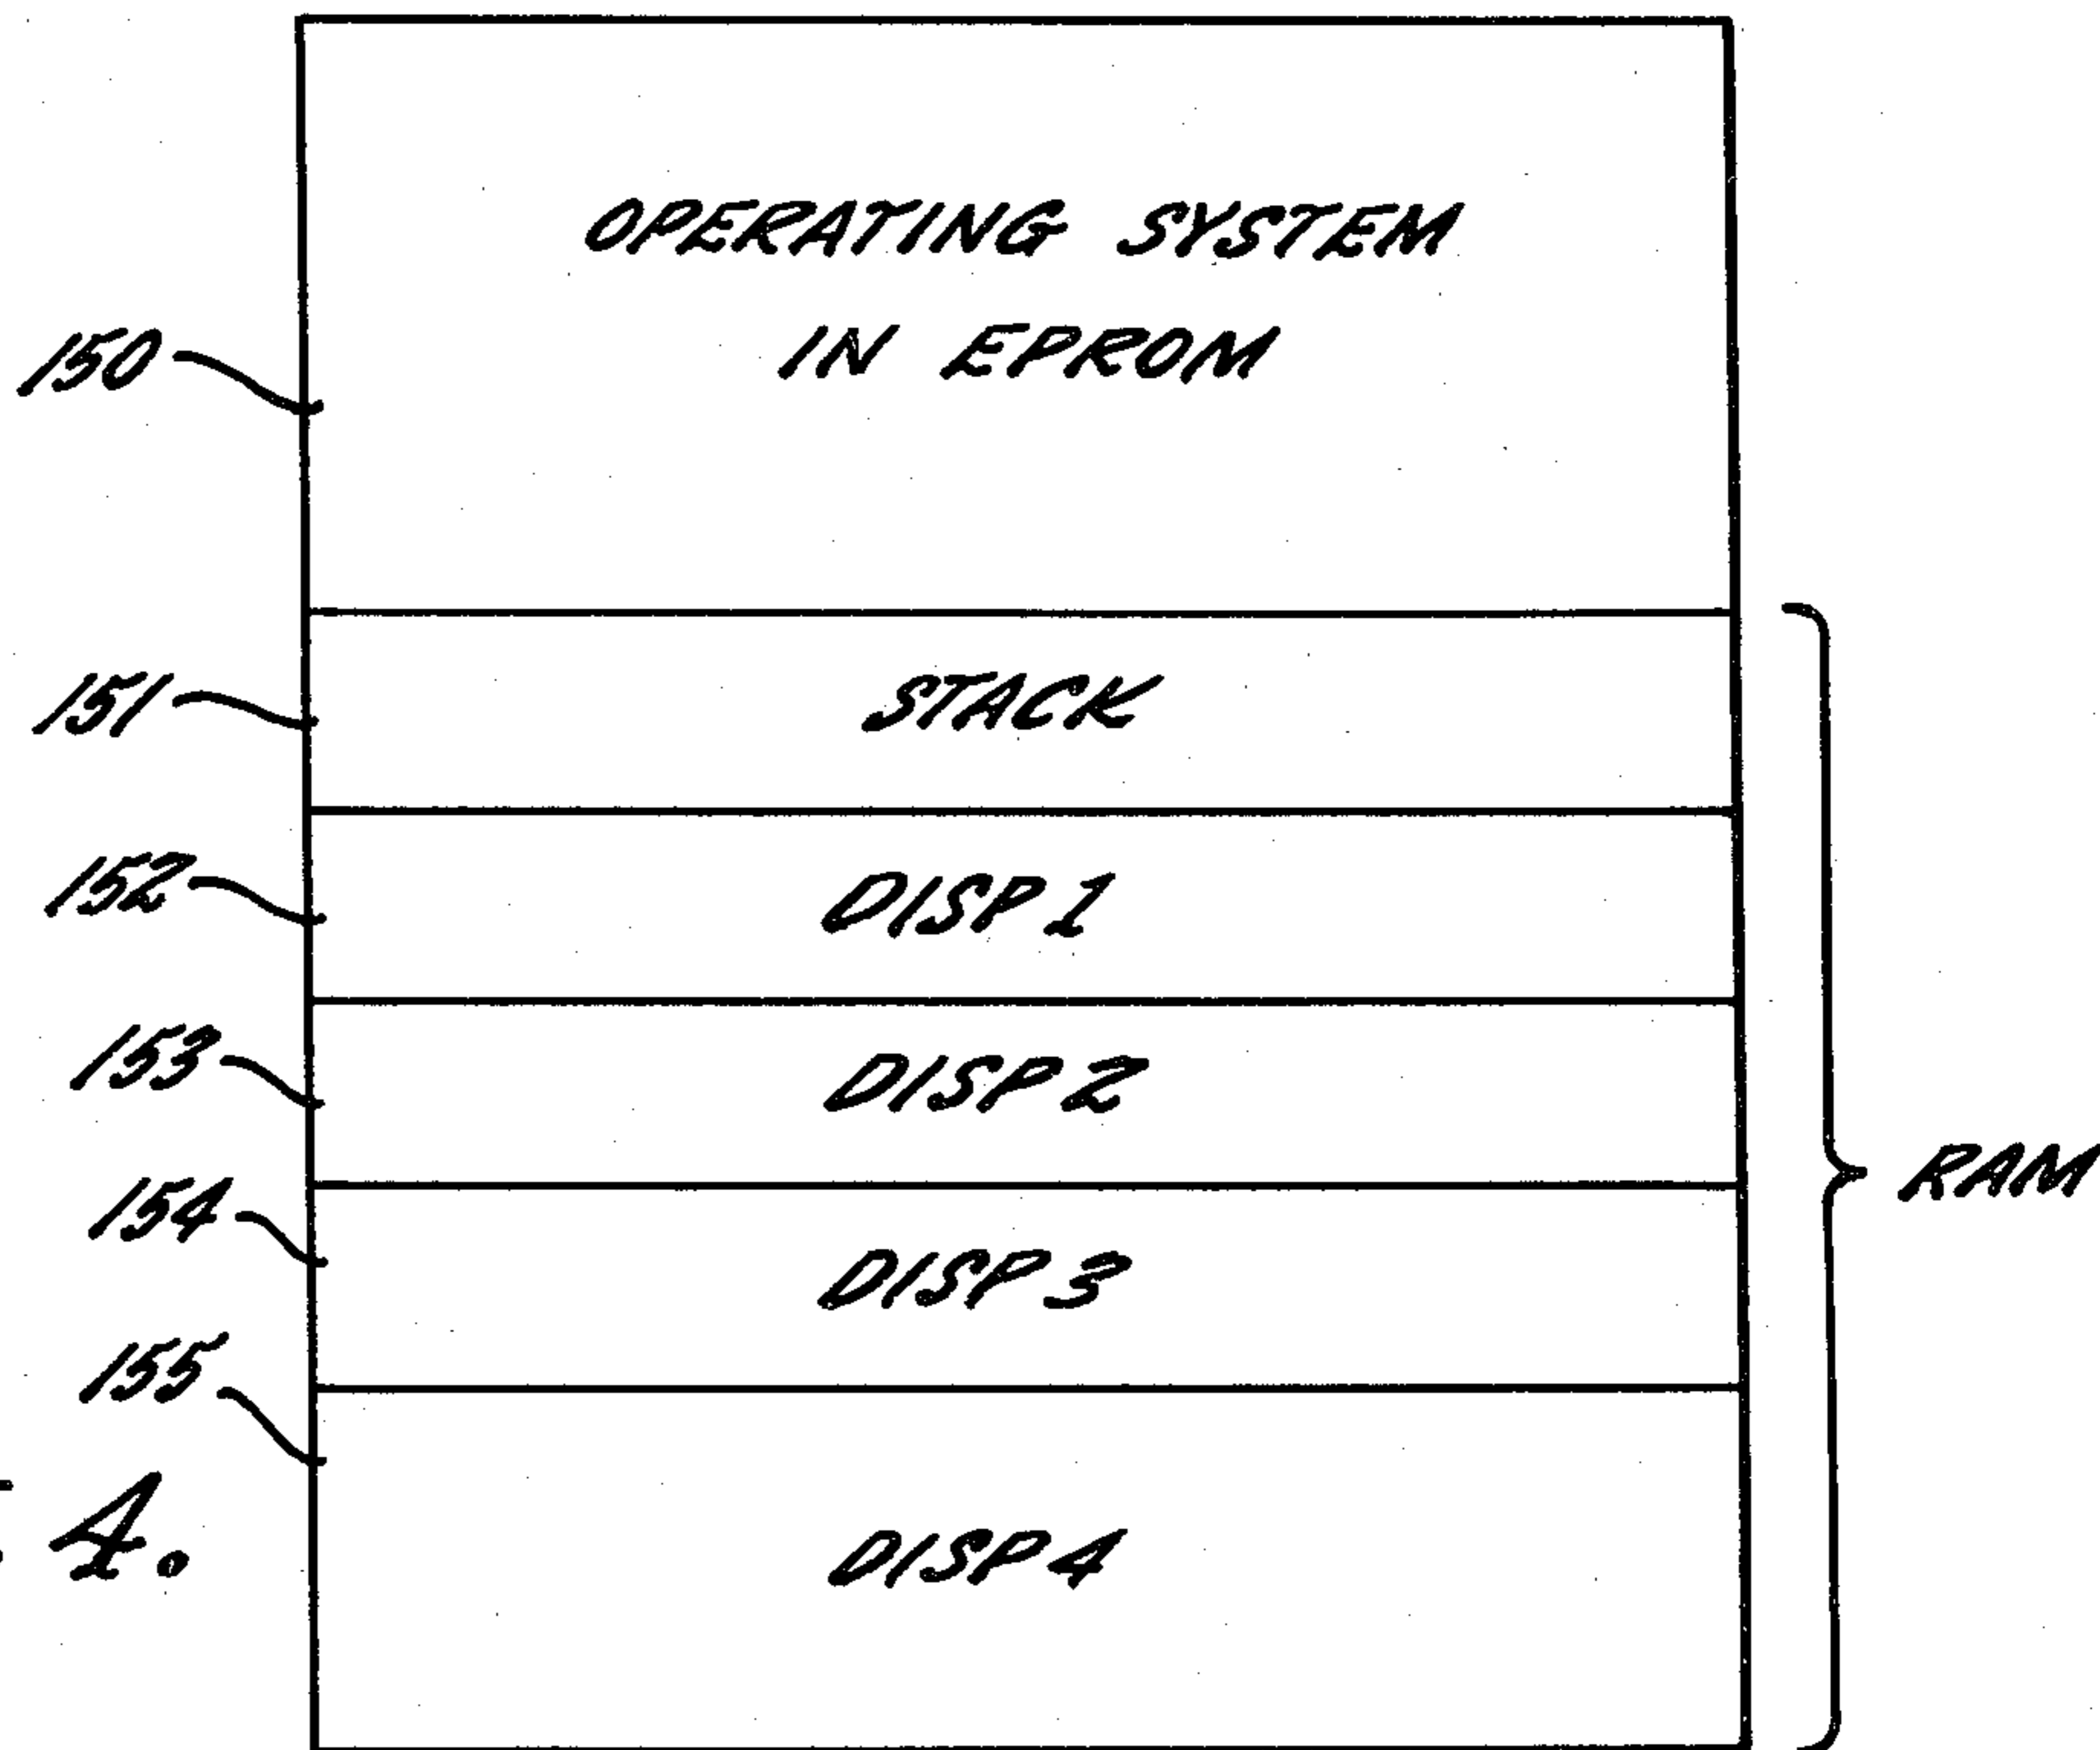 OPERATING SYSTEM
IN EPROM
150
151
STACK
152
DISP 1
153
DISP 2
RAM
154
DISP 3
155
4.
DISP 4